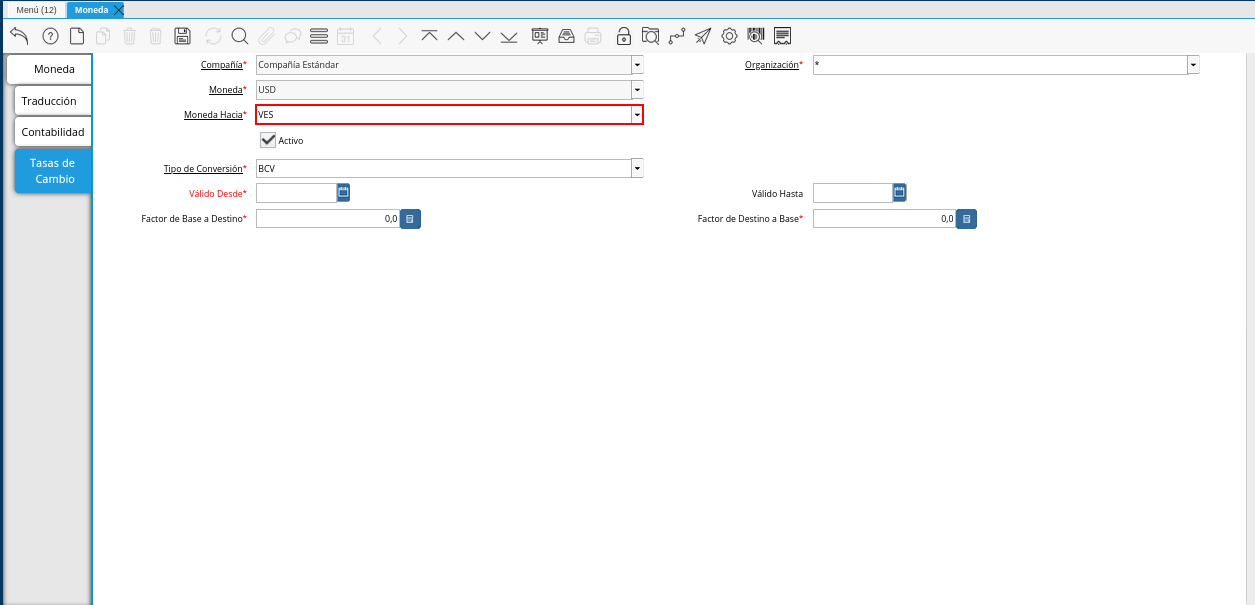 Menú (12) Moneda
Moneda
Traducción
Contabilidad
Tasas de
Cambio
Compañía* Compañía Estándar Organización* *
Moneda* USD
Moneda Hacia* VES
Activo
Tipo de Conversión* BCV
Válido Desde* Válido Hasta
Factor de Base a Destino* 0,0 Factor de Destino a Base* 0,0
31